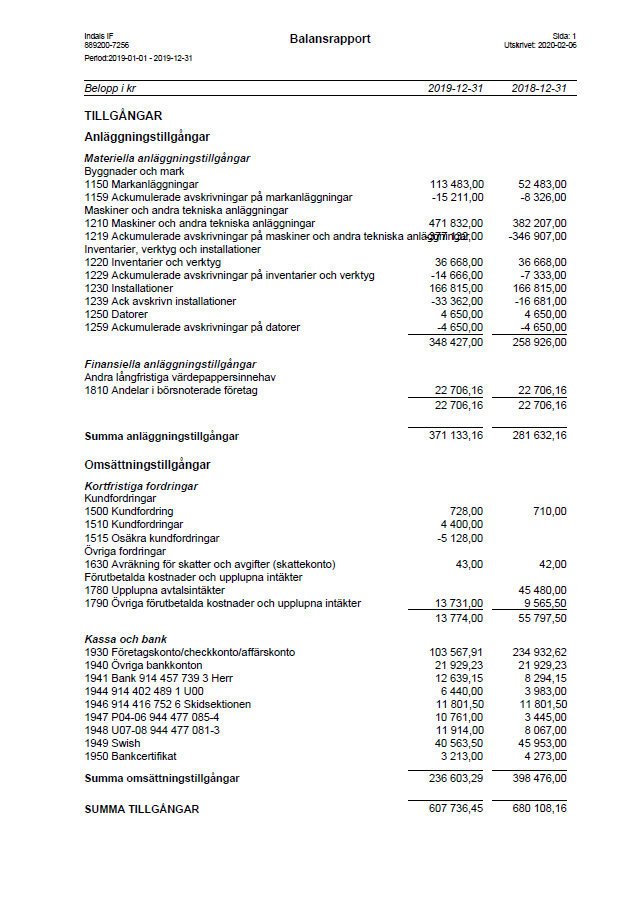 Indals IF
889200-7256
Period:2019-01-01 - 2019-12-31
Balansrapport
Sida: 1
Utskrivet: 2020-02-06
Belopp i kr 2019-12-31 2018-12-31
TILLGÅNGAR
Anläggningstillgångar
Materiella anläggningstillgångar
Byggnader och mark
1150 Markanläggningar 113 483,00 52 483,00
1159 Ackumulerade avskrivningar på markanläggningar -15 211,00 -8 326,00
Maskiner och andra tekniska anläggningar
1210 Maskiner och andra tekniska anläggningar 471 832,00 382 207,00
1219 Ackumulerade avskrivningar på maskiner och andra tekniska anläggningar -377 132,00 -346 907,00
Inventarier, verktyg och installationer
1220 Inventarier och verktyg 36 668,00 36 668,00
1229 Ackumulerade avskrivningar på inventarier och verktyg -14 666,00 -7 333,00
1230 Installationer 166 815,00 166 815,00
1239 Ack avskrivn installationer -33 362,00 -16 681,00
1250 Datorer 4 650,00 4 650,00
1259 Ackumulerade avskrivningar på datorer -4 650,00 -4 650,00
348 427,00 258 926,00
Finansiella anläggningstillgångar
Andra långfristiga värdepappersinnehav
1810 Andelar i börsnoterade företag 22 706,16 22 706,16
22 706,16 22 706,16
Summa anläggningstillgångar 371 133,16 281 632,16
Omsättningstillgångar
Kortfristiga fordringar
Kundfordringar
1500 Kundfordring 728,00 710,00
1510 Kundfordringar 4 400,00
1515 Osäkra kundfordringar -5 128,00
Övriga fordringar
1630 Avräkning för skatter och avgifter (skattekonto) 43,00 42,00
Förutbetalda kostnader och upplupna intäkter
1780 Upplupna avtalsintäkter 45 480,00
1790 Övriga förutbetalda kostnader och upplupna intäkter 13 731,00 9 565,50
13 774,00 55 797,50
Kassa och bank
1930 Företagskonto/checkkonto/affärskonto 103 567,91 234 932,62
1940 Övriga bankkonton 21 929,23 21 929,23
1941 Bank 914 457 739 3 Herr 12 639,15 8 294,15
1944 914 402 489 1 U00 6 440,00 3 983,00
1946 914 416 752 6 Skidsektionen 11 801,50 11 801,50
1947 P04-06 944 477 085-4 10 761,00 3 445,00
1948 U07-08 944 477 081-3 11 914,00 8 067,00
1949 Swish 40 563,50 45 953,00
1950 Bankcertifikat 3 213,00 4 273,00
Summa omsättningstillgångar 236 603,29 398 476,00
SUMMA TILLGÅNGAR 607 736,45 680 108,16